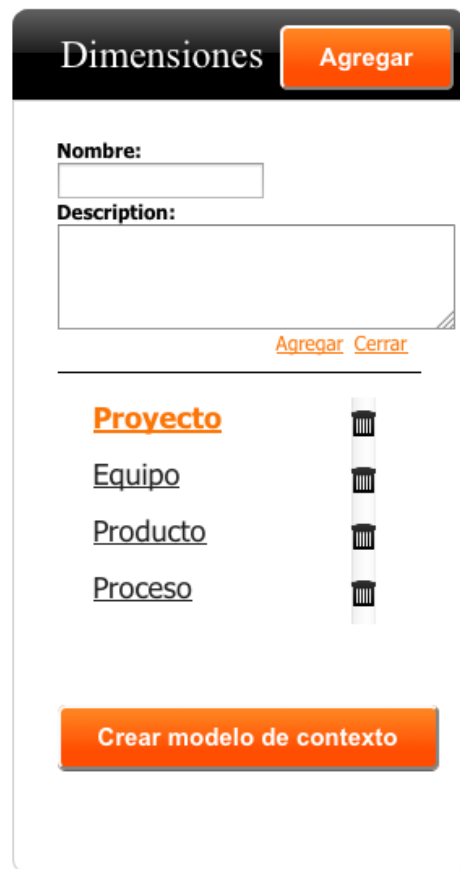 Dimensiones Agregar
Nombre:
Description:
Agregar Cerrar
Proyecto
Equipo
Producto
Proceso
Crear modelo de contexto